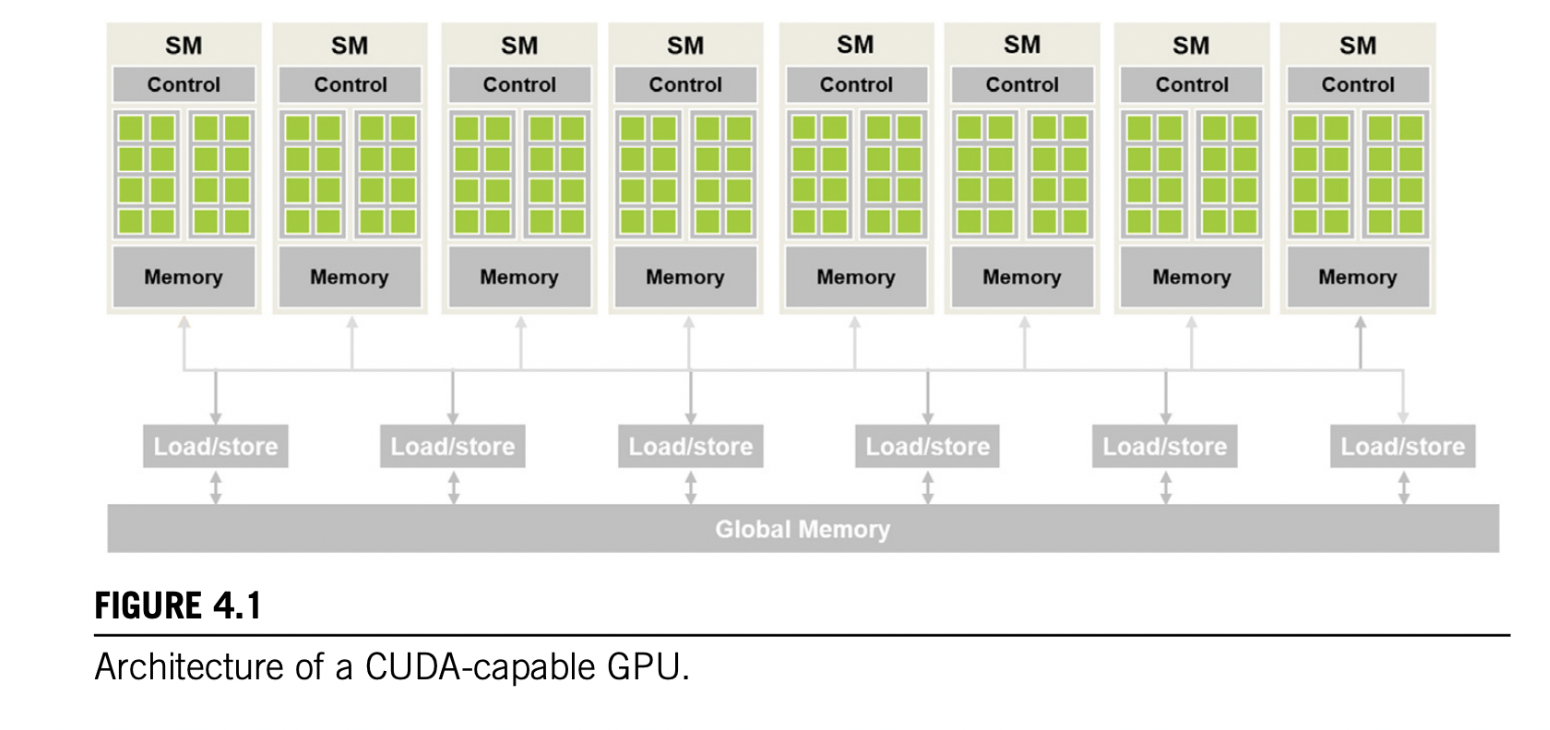 SM SM SM SM SM SM SM SM
Control Control Control Control Control Control Control Control
Memory Memory Memory Memory Memory Memory Memory Memory
Load/store Load/store Load/store Load/store Load/store Load/store
Global Memory
FIGURE 4.1
Architecture of a CUDA-capable GPU.